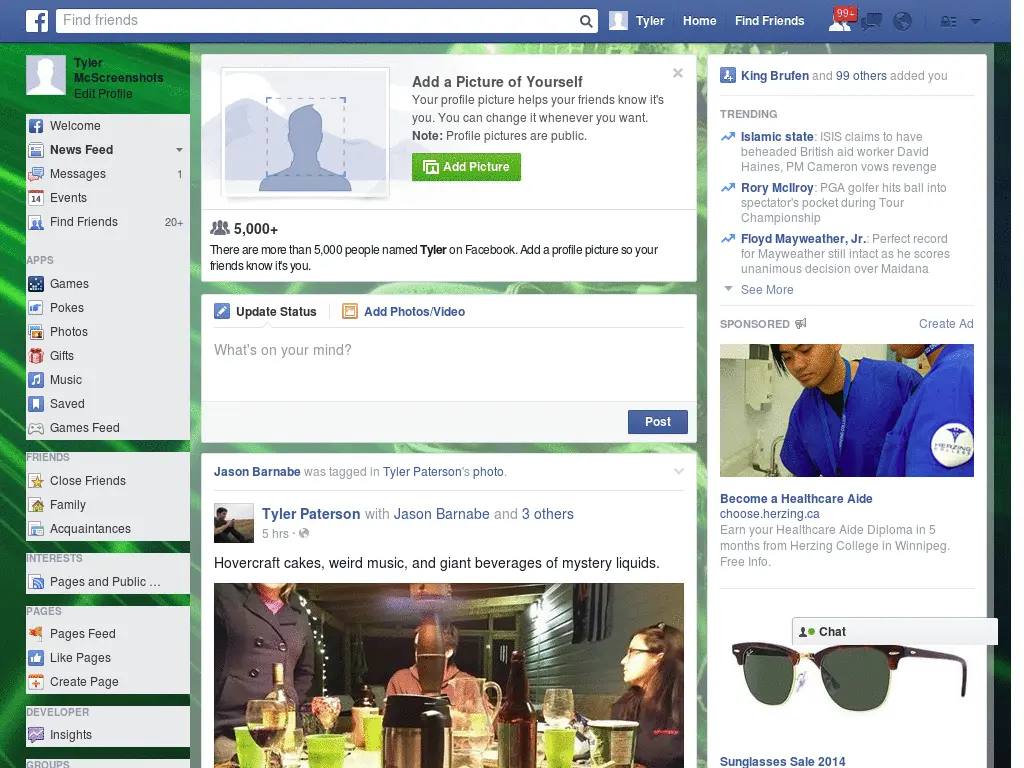 Find friends
Tyler
Home
Find Friends
99+
Tyler
McScreenshots
Edit Profile
Welcome
News Feed
Messages
1
14
Events
Find Friends
20+
APPS
Games
Pokes
Photos
Gifts
Music
Saved
Games Feed
FRIENDS
Close Friends
Family
Acquaintances
INTERESTS
Pages and Public ...
PAGES
Pages Feed
Like Pages
Create Page
DEVELOPER
Insights
GROUPS
Add a Picture of Yourself
Your profile picture helps your friends know it's
you. You can change it whenever you want.
Note: Profile pictures are public.
Add Picture
5,000+
There are more than 5,000 people named Tyler on Facebook. Add a profile picture so your
friends know it's you.
Update Status
Add Photos/Video
What's on your mind?
Post
Jason Barnabe was tagged in Tyler Paterson's photo.
Tyler Paterson with Jason Barnabe and 3 others
5 hrs ·
Hovercraft cakes, weird music, and giant beverages of mystery liquids.
King Brufen and 99 others added you
TRENDING
Islamic state: ISIS claims to have
beheaded British aid worker David
Haines, PM Cameron vows revenge
Rory McIlroy: PGA golfer hits ball into
spectator's pocket during Tour
Championship
Floyd Mayweather, Jr.: Perfect record
for Mayweather still intact as he scores
unanimous decision over Maidana
See More
SPONSORED
Create Ad
HERZING
COLLEGE
Become a Healthcare Aide
choose.herzing.ca
Earn your Healthcare Aide Diploma in 5
months from Herzing College in Winnipeg.
Free Info.
Chat
Sunglasses Sale 2014